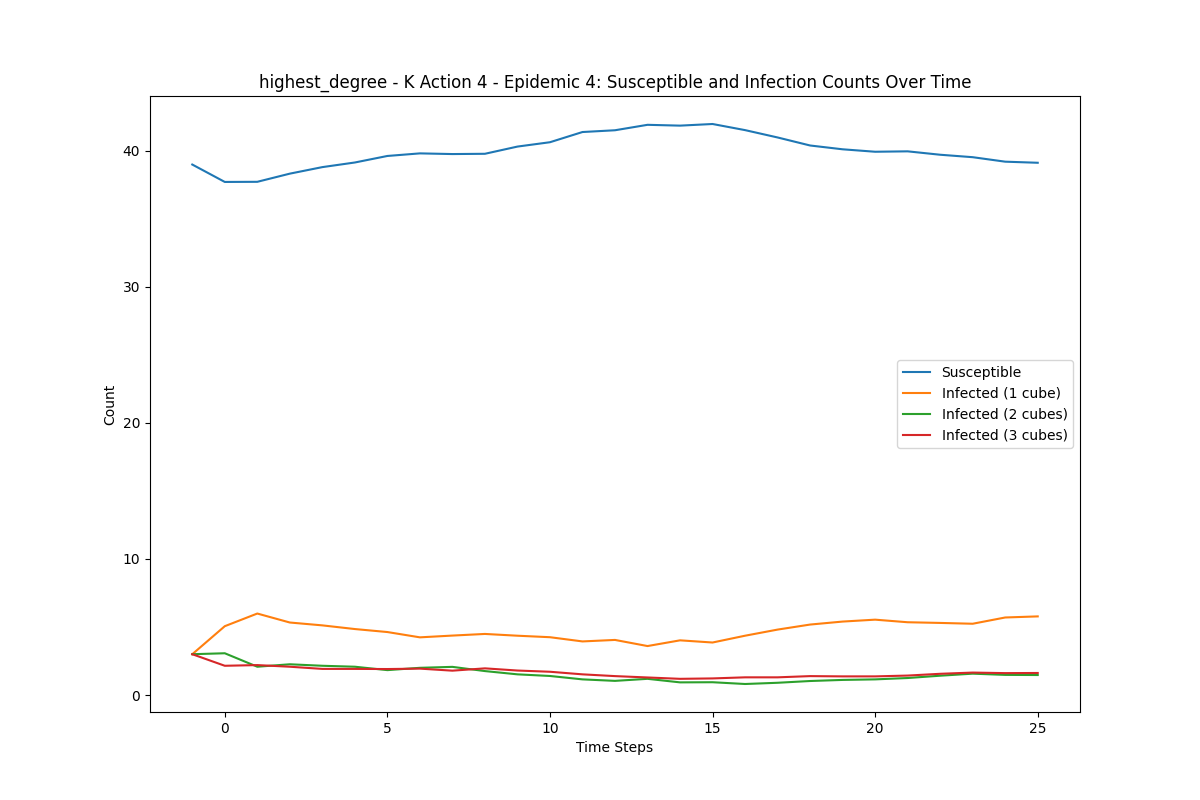 highest_degree - K Action 4 - Epidemic 4: Susceptible and Infection Counts Over Time
40
30
20
10
0
Count
Susceptible
Infected (1 cube)
Infected (2 cubes)
Infected (3 cubes)
0 5 10 15 20 25
Time Steps